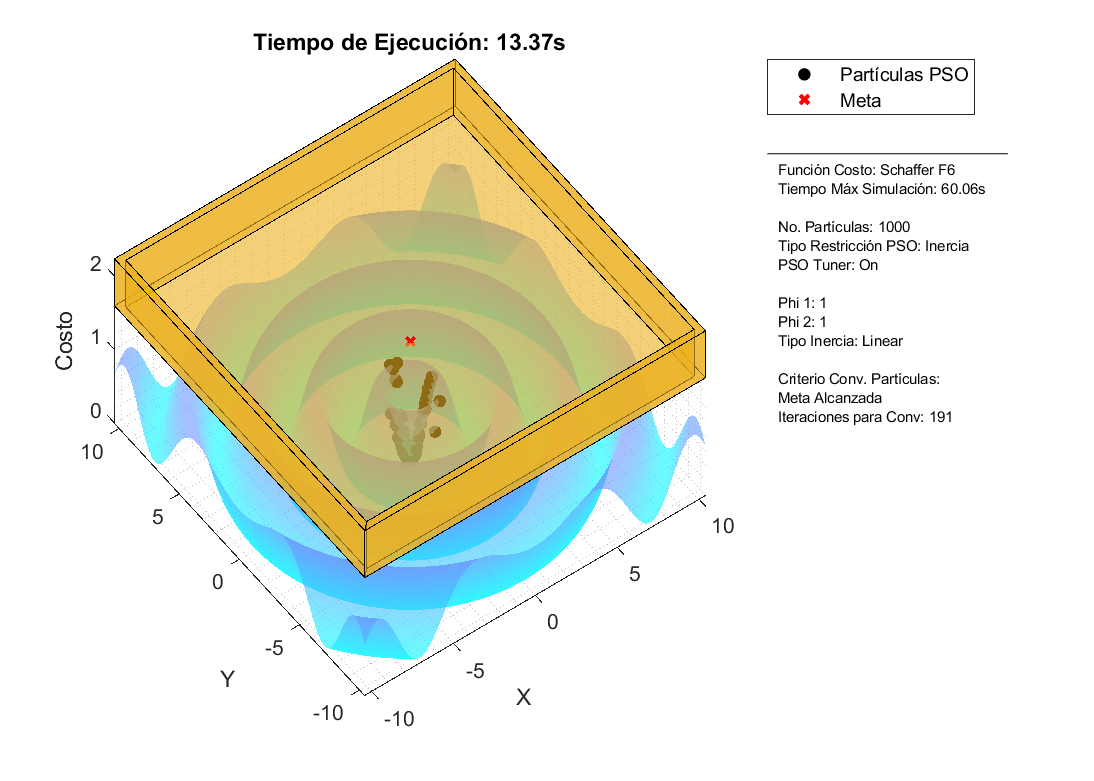 Tiempo de Ejecución: 13.37s
Partículas PSO
Meta
Función Costo: Schaffer F6
Tiempo Máx Simulación: 60.06s
No. Partículas: 1000
Tipo Restricción PSO: Inercia
PSO Tuner: On
Phi 1: 1
Phi 2: 1
Tipo Inercia: Linear
Criterio Conv. Partículas:
Meta Alcanzada
Iteraciones para Conv: 191
Costo
2
1
0
10
5
0
-5
-10
Y
-10
-5
0
5
10
X